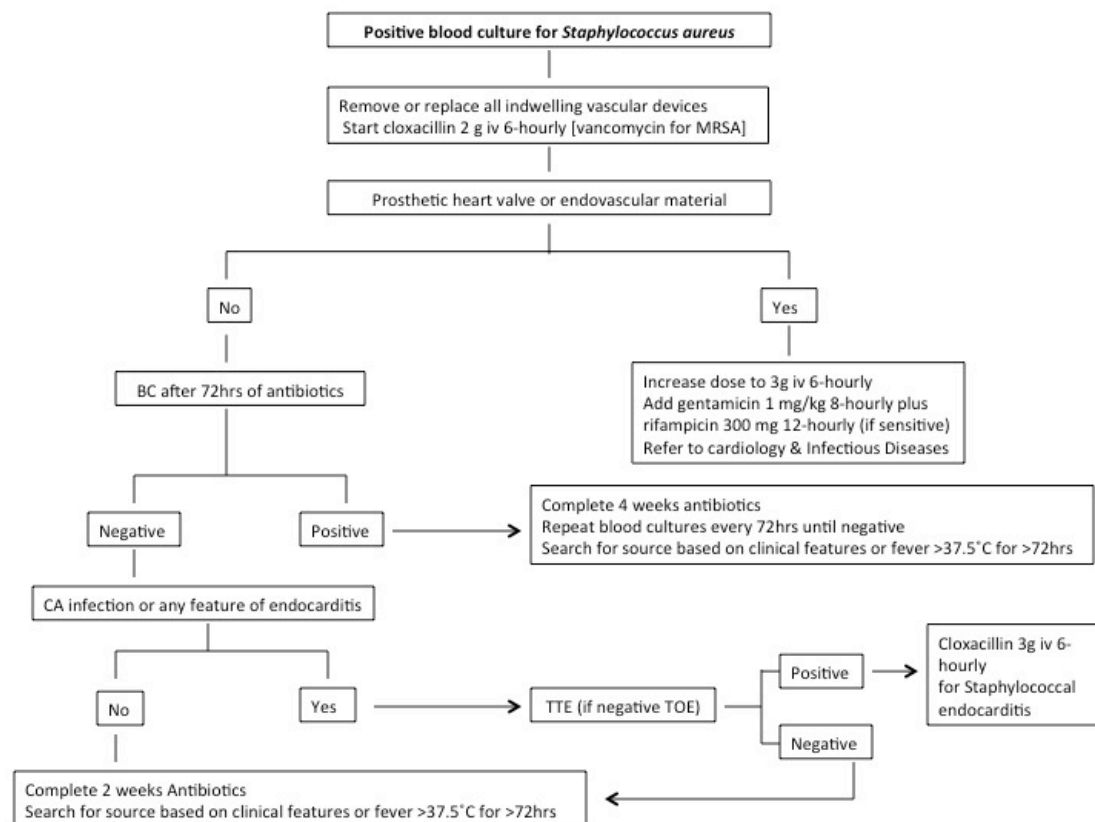 Positive blood culture for Staphylococcus aureus
Remove or replace all indwelling vascular devices
Start cloxacillin 2 g iv 6-hourly [vancomycin for MRSA]
Prosthetic heart valve or endovascular material
No
Yes
BC after 72hrs of antibiotics
Increase dose to 3g iv 6-hourly
Add gentamicin 1 mg/kg 8-hourly plus
rifampicin 300 mg 12-hourly (if sensitive)
Refer to cardiology & Infectious Diseases
Negative
Positive
Complete 4 weeks antibiotics
Repeat blood cultures every 72hrs until negative
Search for source based on clinical features or fever >37.5˚C for >72hrs
CA infection or any feature of endocarditis
No
Yes
TTE (if negative TOE)
Positive
Cloxacillin 3g iv 6-
hourly
for Staphylococcal
endocarditis
Negative
Complete 2 weeks Antibiotics
Search for source based on clinical features or fever >37.5˚C for >72hrs